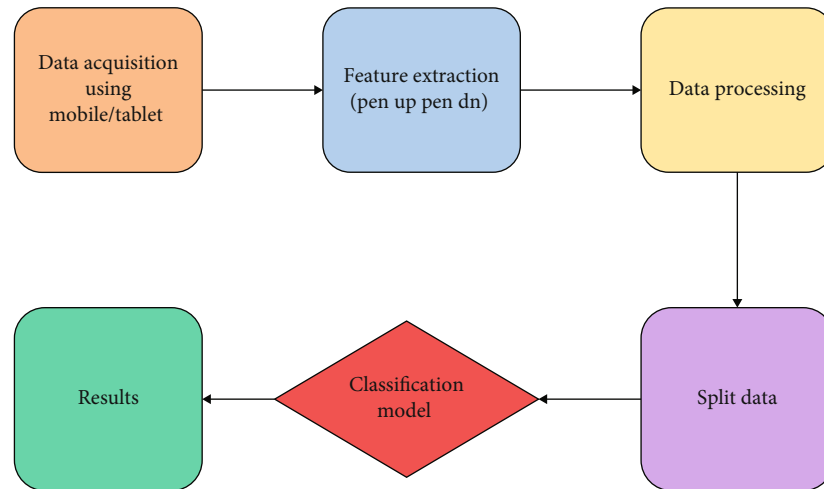 Data acquisition
using
mobile/tablet
Feature extraction
(pen up pen dn)
Data processing
Split data
Classification
model
Results